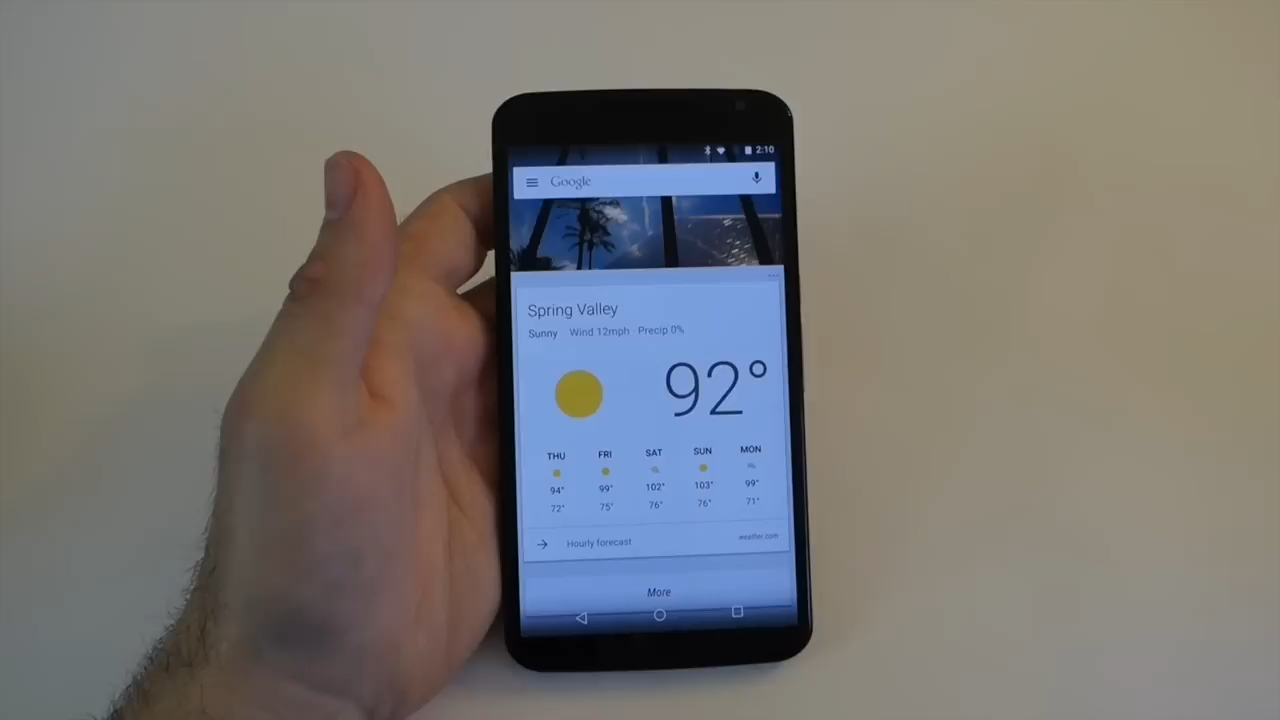 2:10
Google
Spring Valley
Sunny Wind 12mph · Precip 0%
92°
THU FRI SAT SUN MON
94° 99° 102° 103° 99°
72° 75° 76° 76° 71°
Hourly forecast weather.com
More